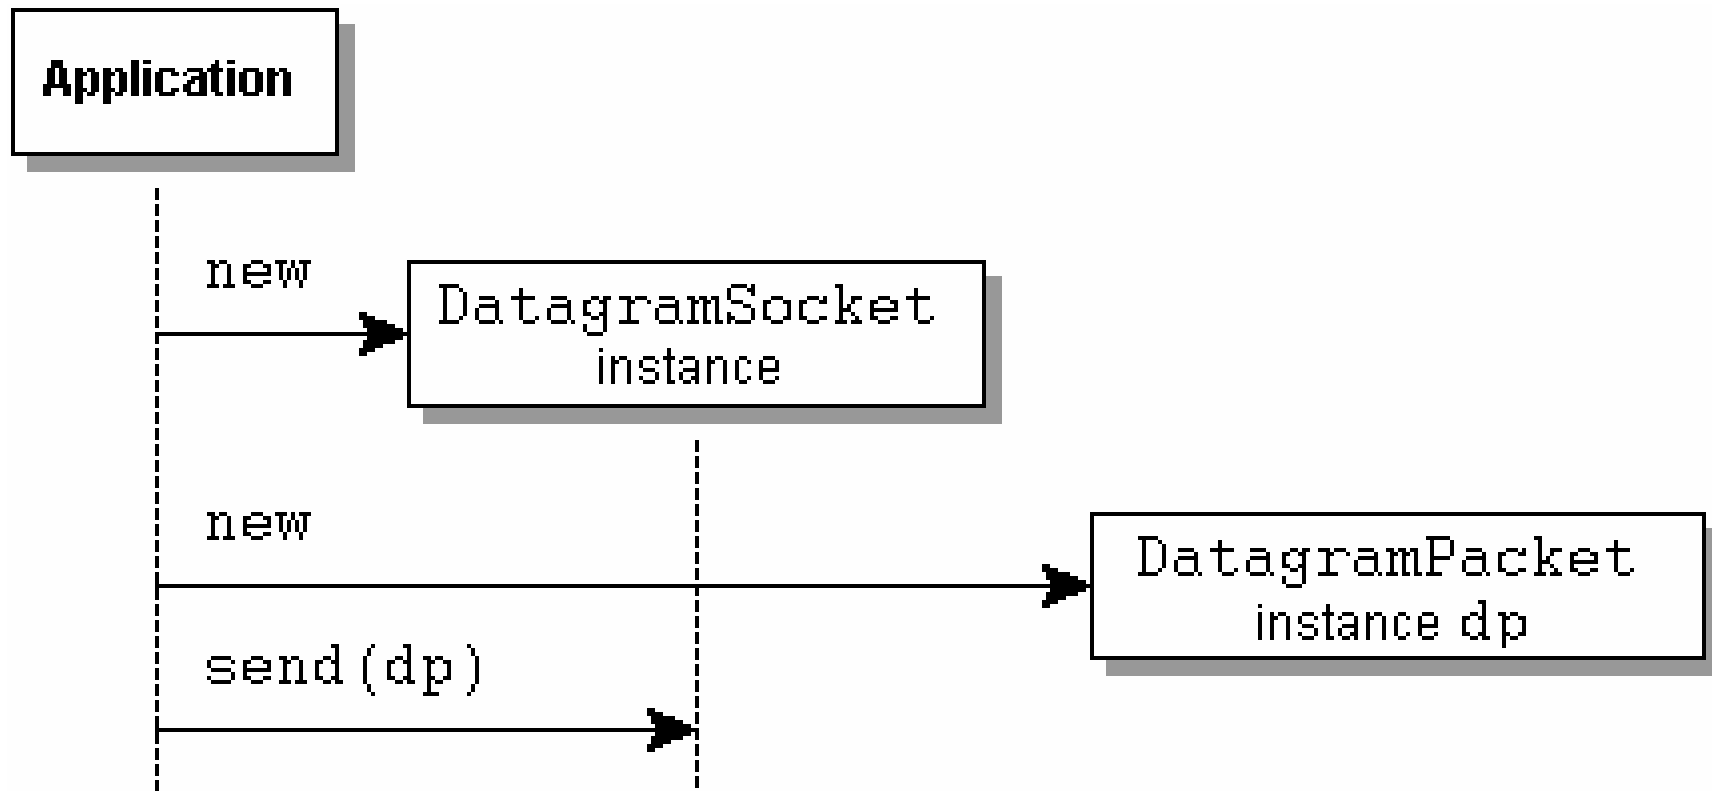 Application
new
DatagramSocket
instance
new
DatagramPacket
instance dp
send(dp)